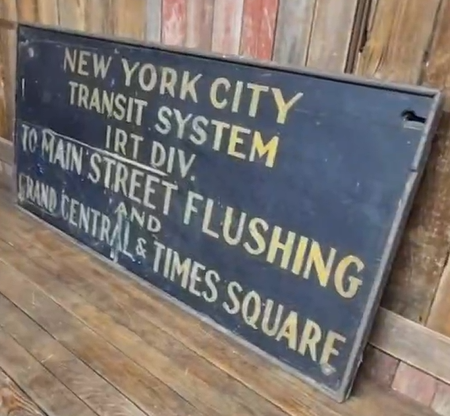 NEW YORK CITY
TRANSIT SYSTEM
IRT DIV.
TO MAIN STREET FLUSHING
AND
GRAND CENTRAL & TIMES SQUARE